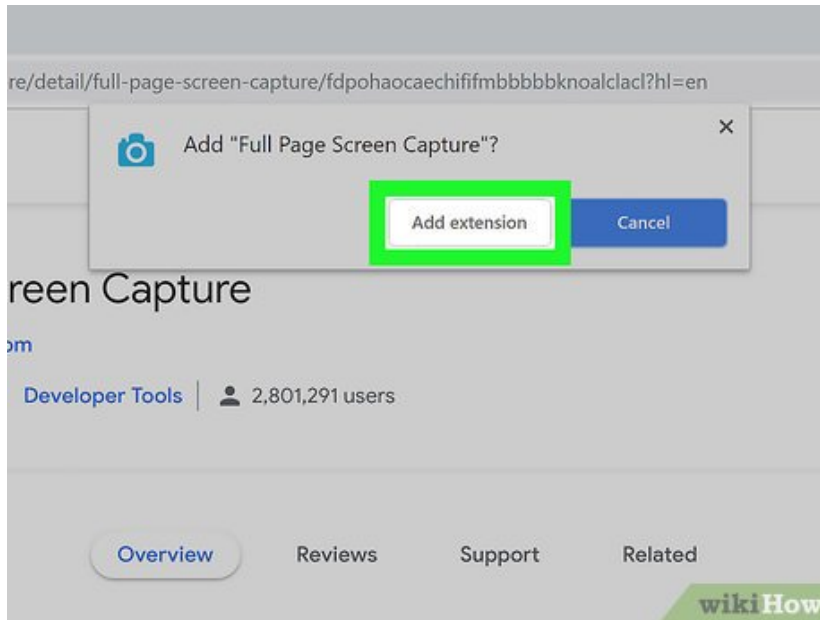 re/detail/full-page-screen-capture/fdpohaocaechififmbbbbbknoalclacl?hl=en
Add "Full Page Screen Capture"?
Add extension
Cancel
reen Capture
om
Developer Tools
2,801,291 users
Overview
Reviews
Support
Related
wikiHow